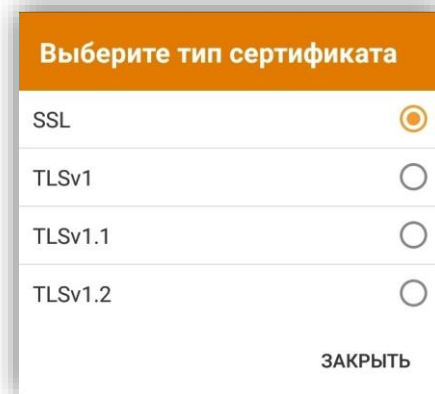 Выберите тип сертификата
SSL
TLSv1
TLSv1.1
TLSv1.2
ЗАКРЫТЬ